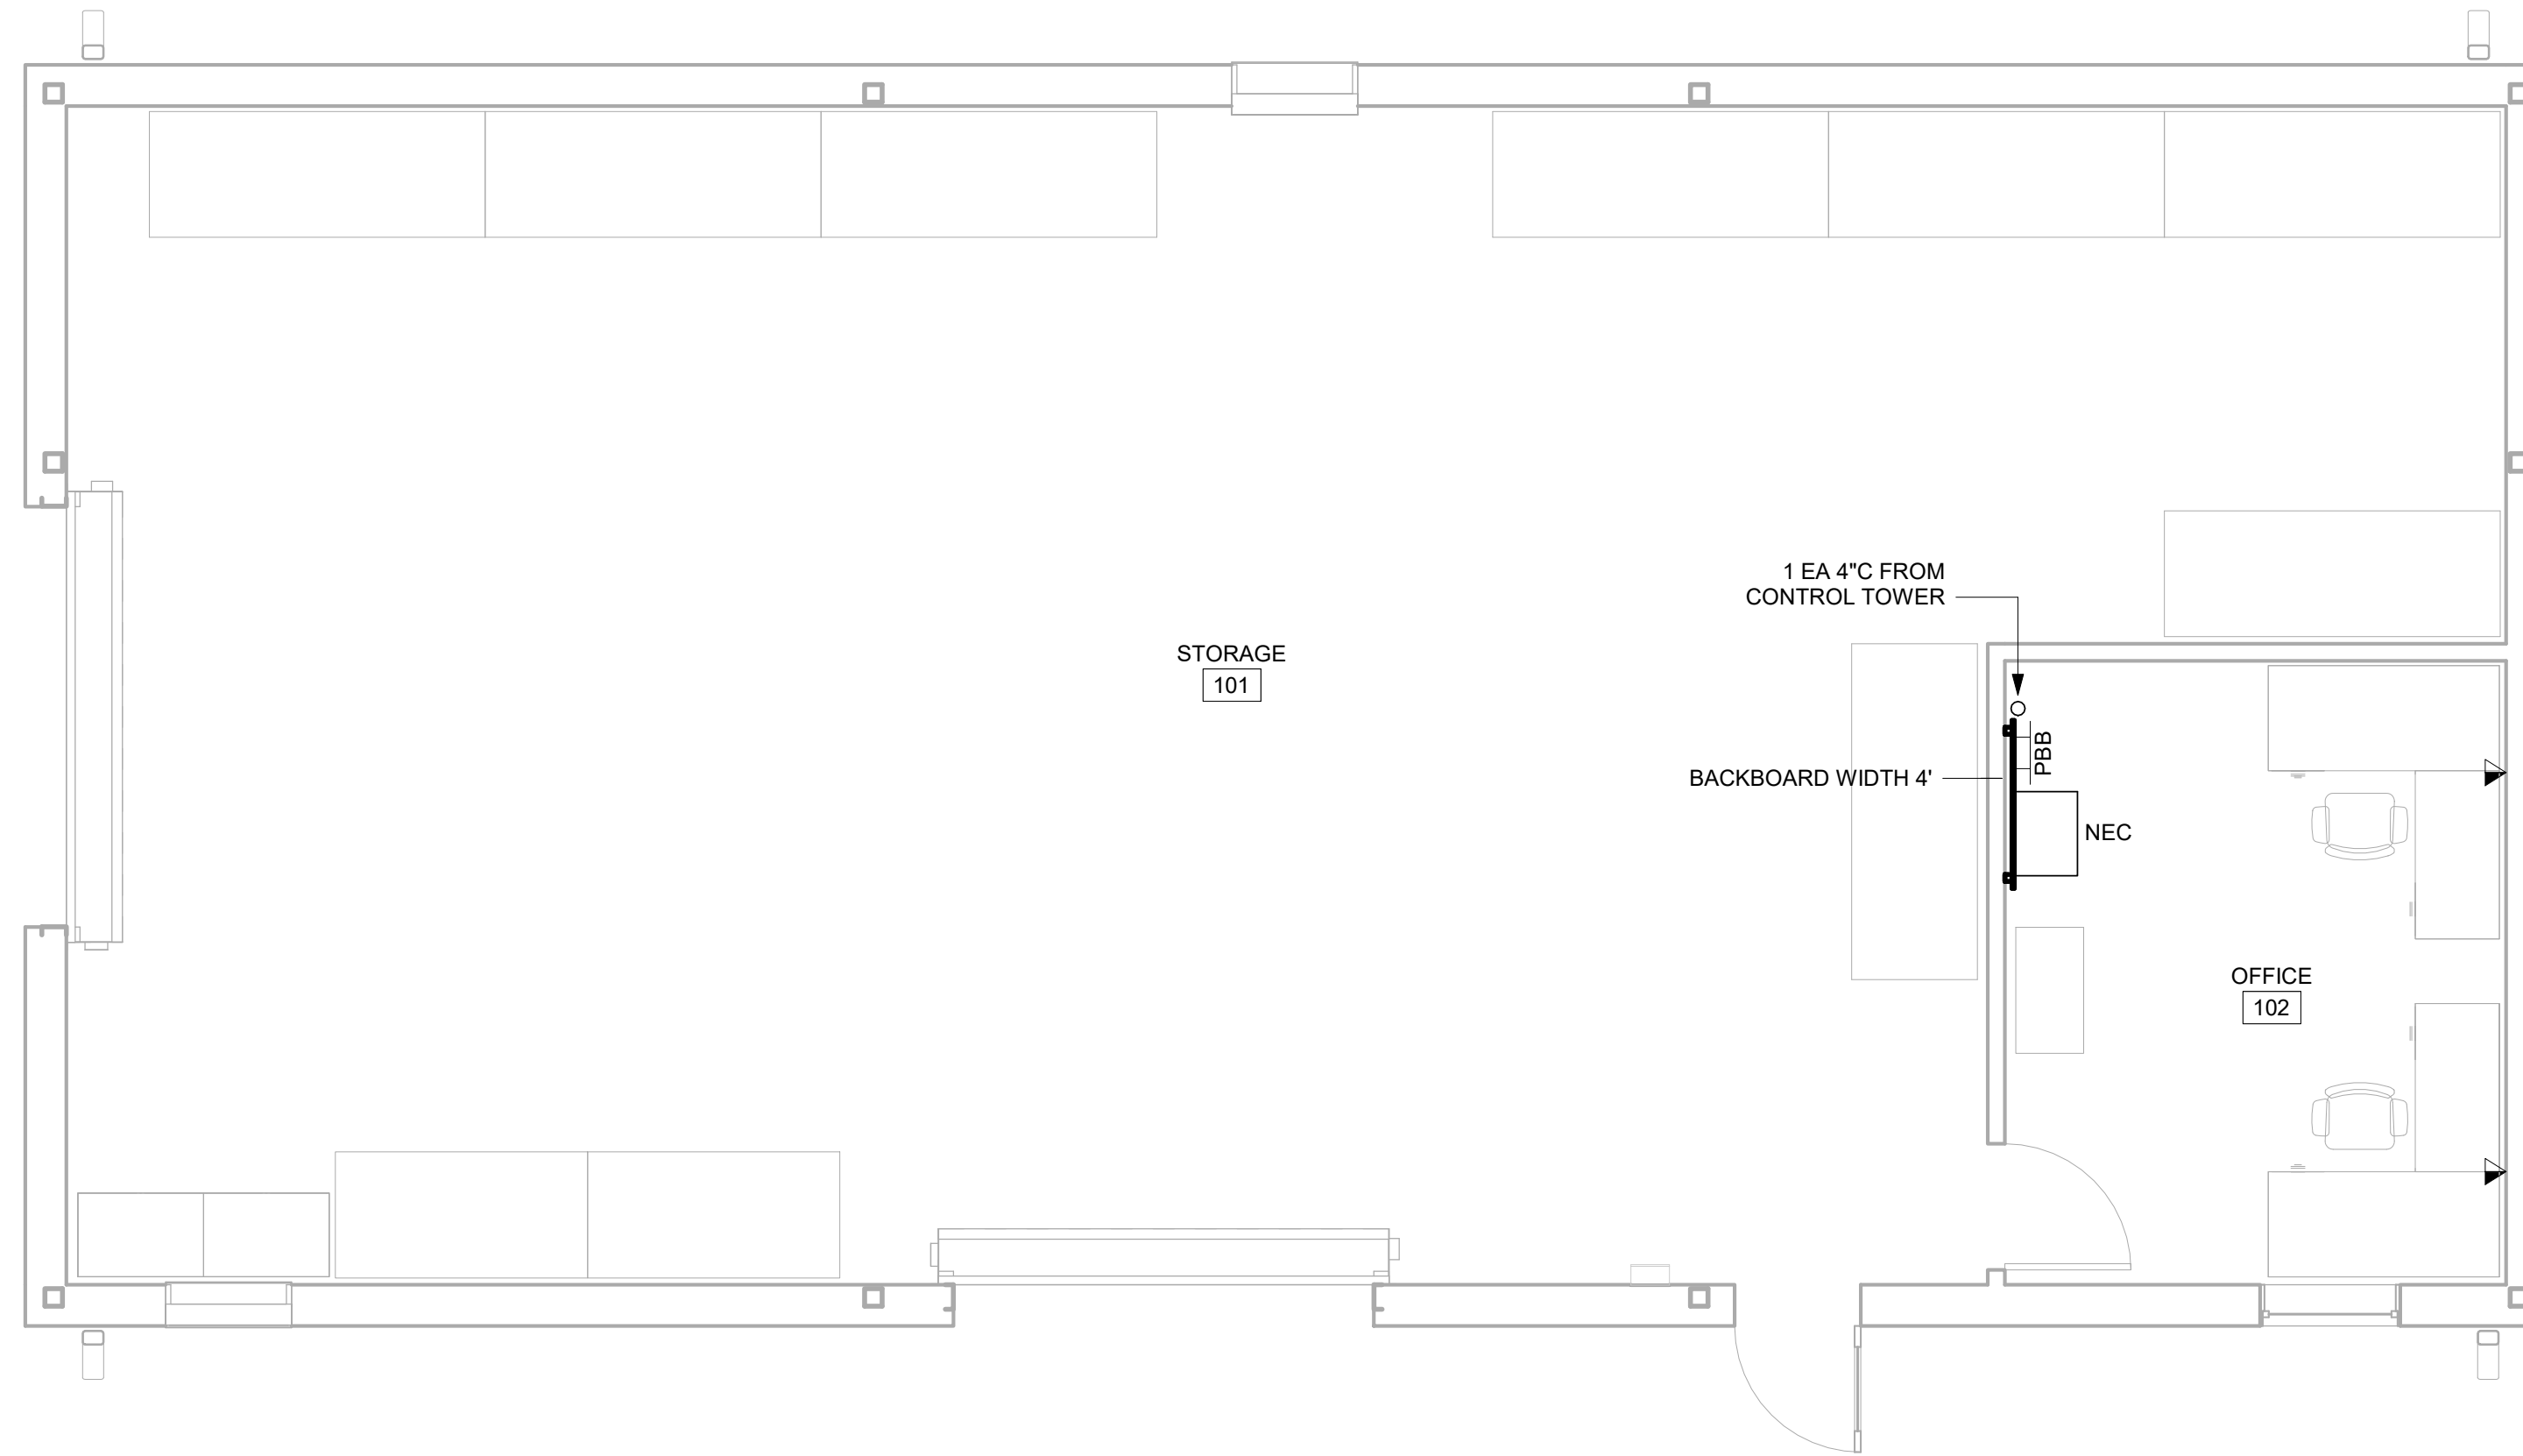 1 EA 4"C FROM
CONTROL TOWER
STORAGE
101
PBB
BACKBOARD WIDTH 4'
NEC
OFFICE
102